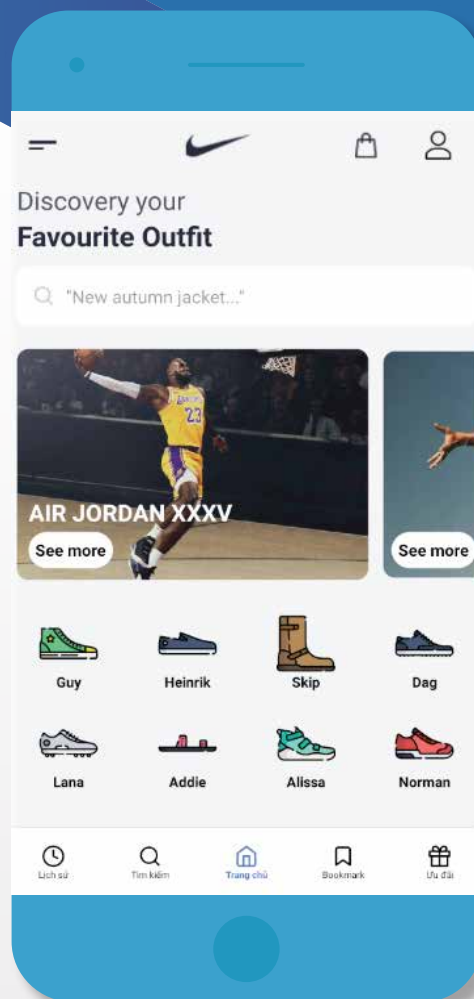 Discovery your
Favourite Outfit
"New autumn jacket..."
LAKERS
23
AIR JORDAN XXXV
See more
See more
Guy
Heinrik
Skip
Dag
Lana
Addie
Alissa
Norman
Lịch sử
Tìm kiếm
Trang chủ
Bookmark
Ưu đãi